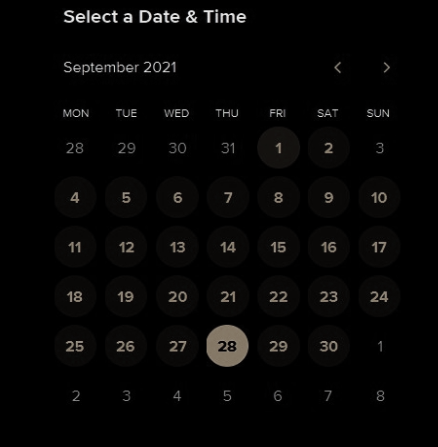 Select a Date & Time
September 2021
MON TUE WED THU FRI SAT SUN
28 29 30 31 1 2 3
4 5 6 7 8 9 10
11 12 13 14 15 16 17
18 19 20 21 22 23 24
25 26 27 28 29 30 1
2 3 4 5 6 7 8